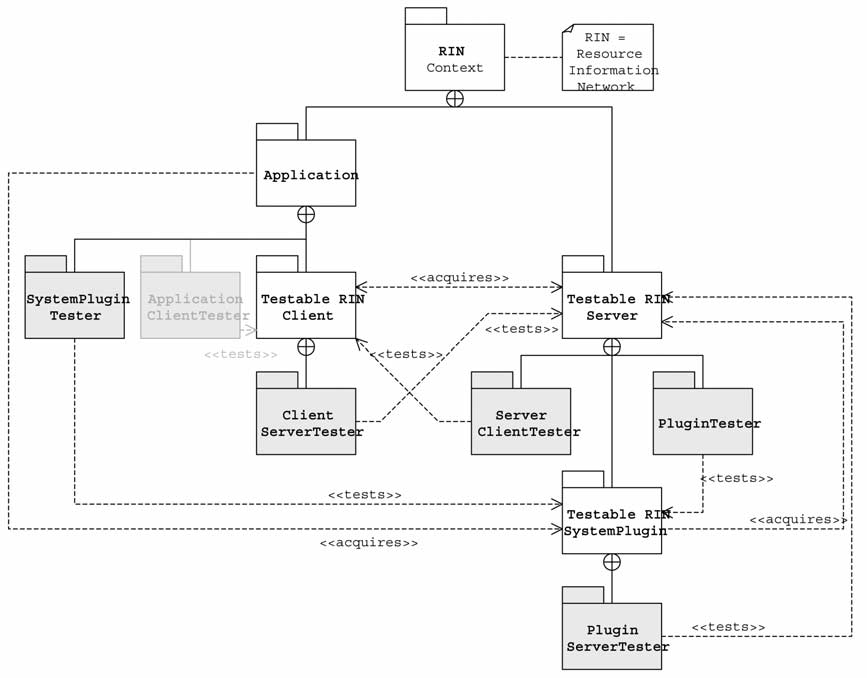 RIN
Context
RIN =
Resource
Information
Network
Application
<<acquires>>
SystemPlugin
Tester
Application
ClientTester
Testable RIN
Client
Testable RIN
Server
<<tests>>
<<tests>>
<<tests>>
Client
ServerTester
Server
ClientTester
PluginTester
<<tests>>
<<tests>>
Testable RIN
SystemPlugin
<<acquires>>
<<acquires>>
Plugin
ServerTester
<<tests>>